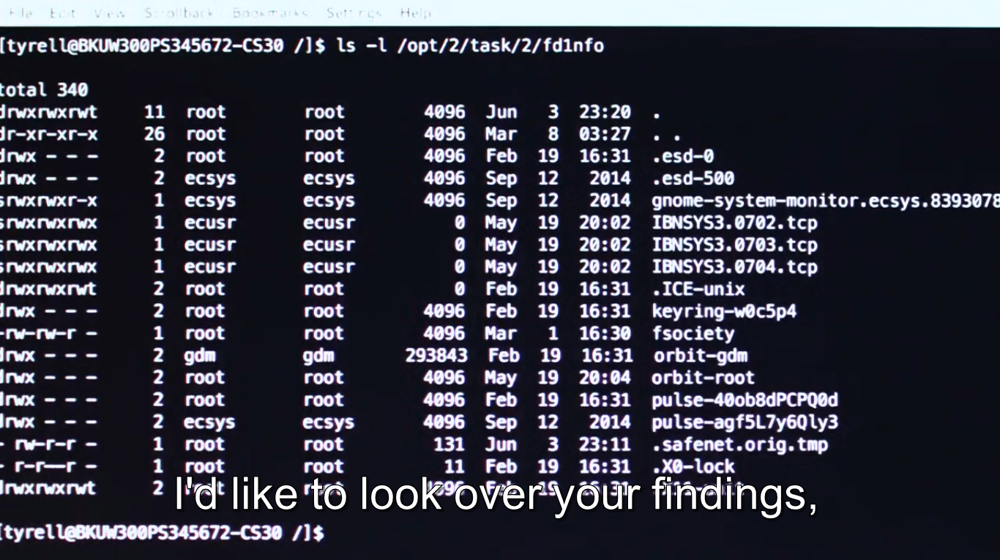 File Edit View Scrollback Bookmarks Settings Help
[tyrell@BKUW300PS345672-CS30 /]$ ls -l /opt/2/task/2/fd1nfo
total 340
drwxrwxrwt 11 root root 4096 Jun 3 23:20 .
dr-xr-xr-x 26 root root 4096 Mar 8 03:27 . .
drwx - - - 2 root root 4096 Feb 19 16:31 .esd-0
drwx - - - 2 ecsys ecsys 4096 Sep 12 2014 .esd-500
srwxrwxr-x 1 ecsys ecsys 4096 Sep 12 2014 gnome-system-monitor.ecsys.8393078
srwxrwxrwx 1 ecusr ecusr 0 May 19 20:02 IBNSYS3.0702.tcp
srwxrwxrwx 1 ecusr ecusr 0 May 19 20:02 IBNSYS3.0703.tcp
srwxrwxrwx 1 ecusr ecusr 0 May 19 20:02 IBNSYS3.0704.tcp
drwxrwxrwt 2 root root 0 Feb 19 16:31 .ICE-unix
drwx - - - 2 root root 4096 Feb 19 16:31 keyring-w0c5p4
-rw-rw-r - 1 root root 4096 Mar 1 16:30 fsociety
drwx - - - 2 gdm gdm 293843 Feb 19 16:31 orbit-gdm
drwx - - - 2 root root 4096 May 19 20:04 orbit-root
drwx - - - 2 root root 4096 Feb 19 16:31 pulse-40ob8dPCPQ0d
drwx - - - 2 ecsys ecsys 4096 Sep 12 2014 pulse-agf5L7y6Qly3
- rw-r-r - 1 root root 131 Jun 3 23:11 .safenet.orig.tmp
- r-r--r - 1 root root 11 Feb 19 16:31 .X0-lock
drwxrwxrwt 2 root root 4096
I'd like to look over your findings,
[tyrell@BKUW300PS345672-CS30 /]$